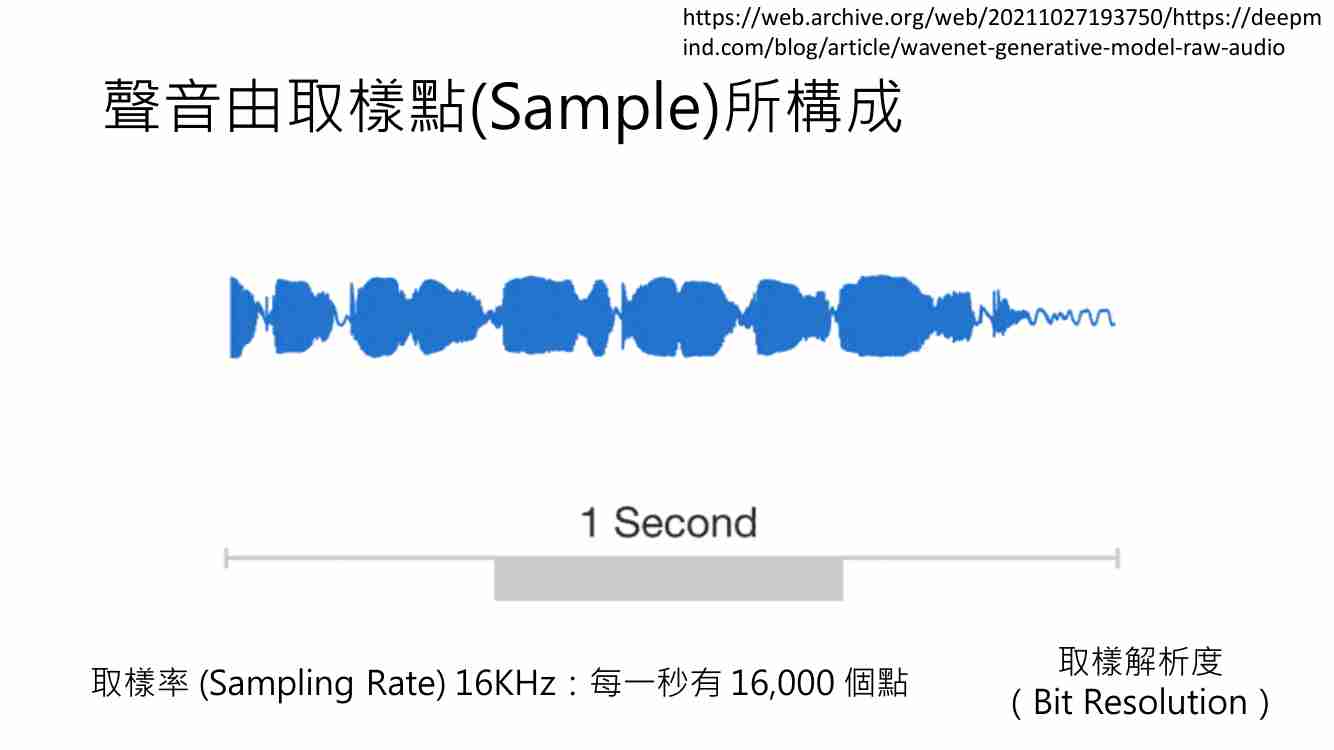 https://web.archive.org/web/20211027193750/https://deepm
ind.com/blog/article/wavenet-generative-model-raw-audio
聲音由取樣點(Sample)所構成
1 Second
取樣率 (Sampling Rate) 16KHz：每一秒有 16,000 個點
取樣解析度
( Bit Resolution )